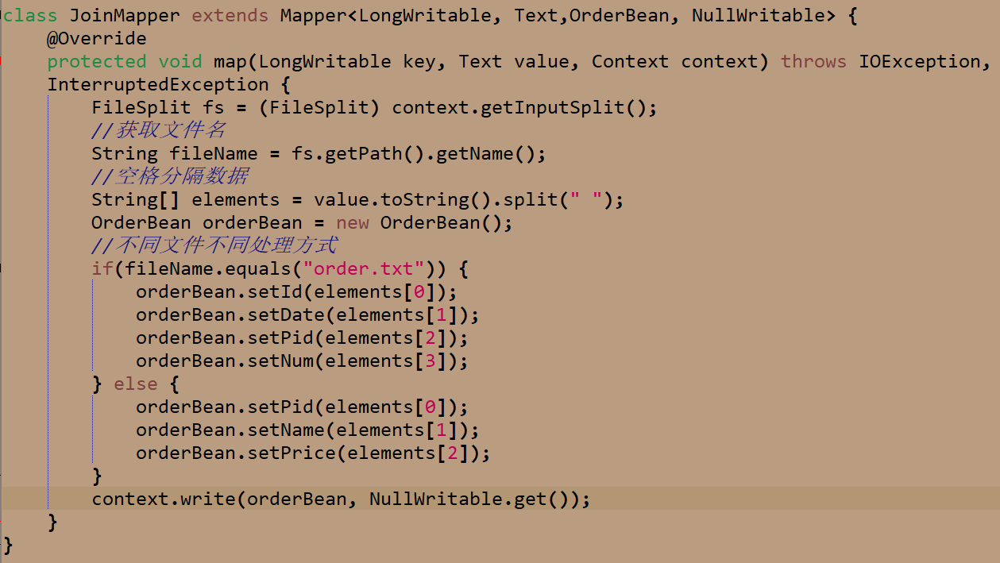 class JoinMapper extends Mapper<LongWritable, Text,OrderBean, NullWritable> {
    @Override
    protected void map(LongWritable key, Text value, Context context) throws IOException,
    InterruptedException {
        FileSplit fs = (FileSplit) context.getInputSplit();
        //获取文件名
        String fileName = fs.getPath().getName();
        //空格分隔数据
        String[] elements = value.toString().split(" ");
        OrderBean orderBean = new OrderBean();
        //不同文件不同处理方式
        if(fileName.equals("order.txt")) {
            orderBean.setId(elements[0]);
            orderBean.setDate(elements[1]);
            orderBean.setPid(elements[2]);
            orderBean.setNum(elements[3]);
        } else {
            orderBean.setPid(elements[0]);
            orderBean.setName(elements[1]);
            orderBean.setPrice(elements[2]);
        }
        context.write(orderBean, NullWritable.get());
    }
}